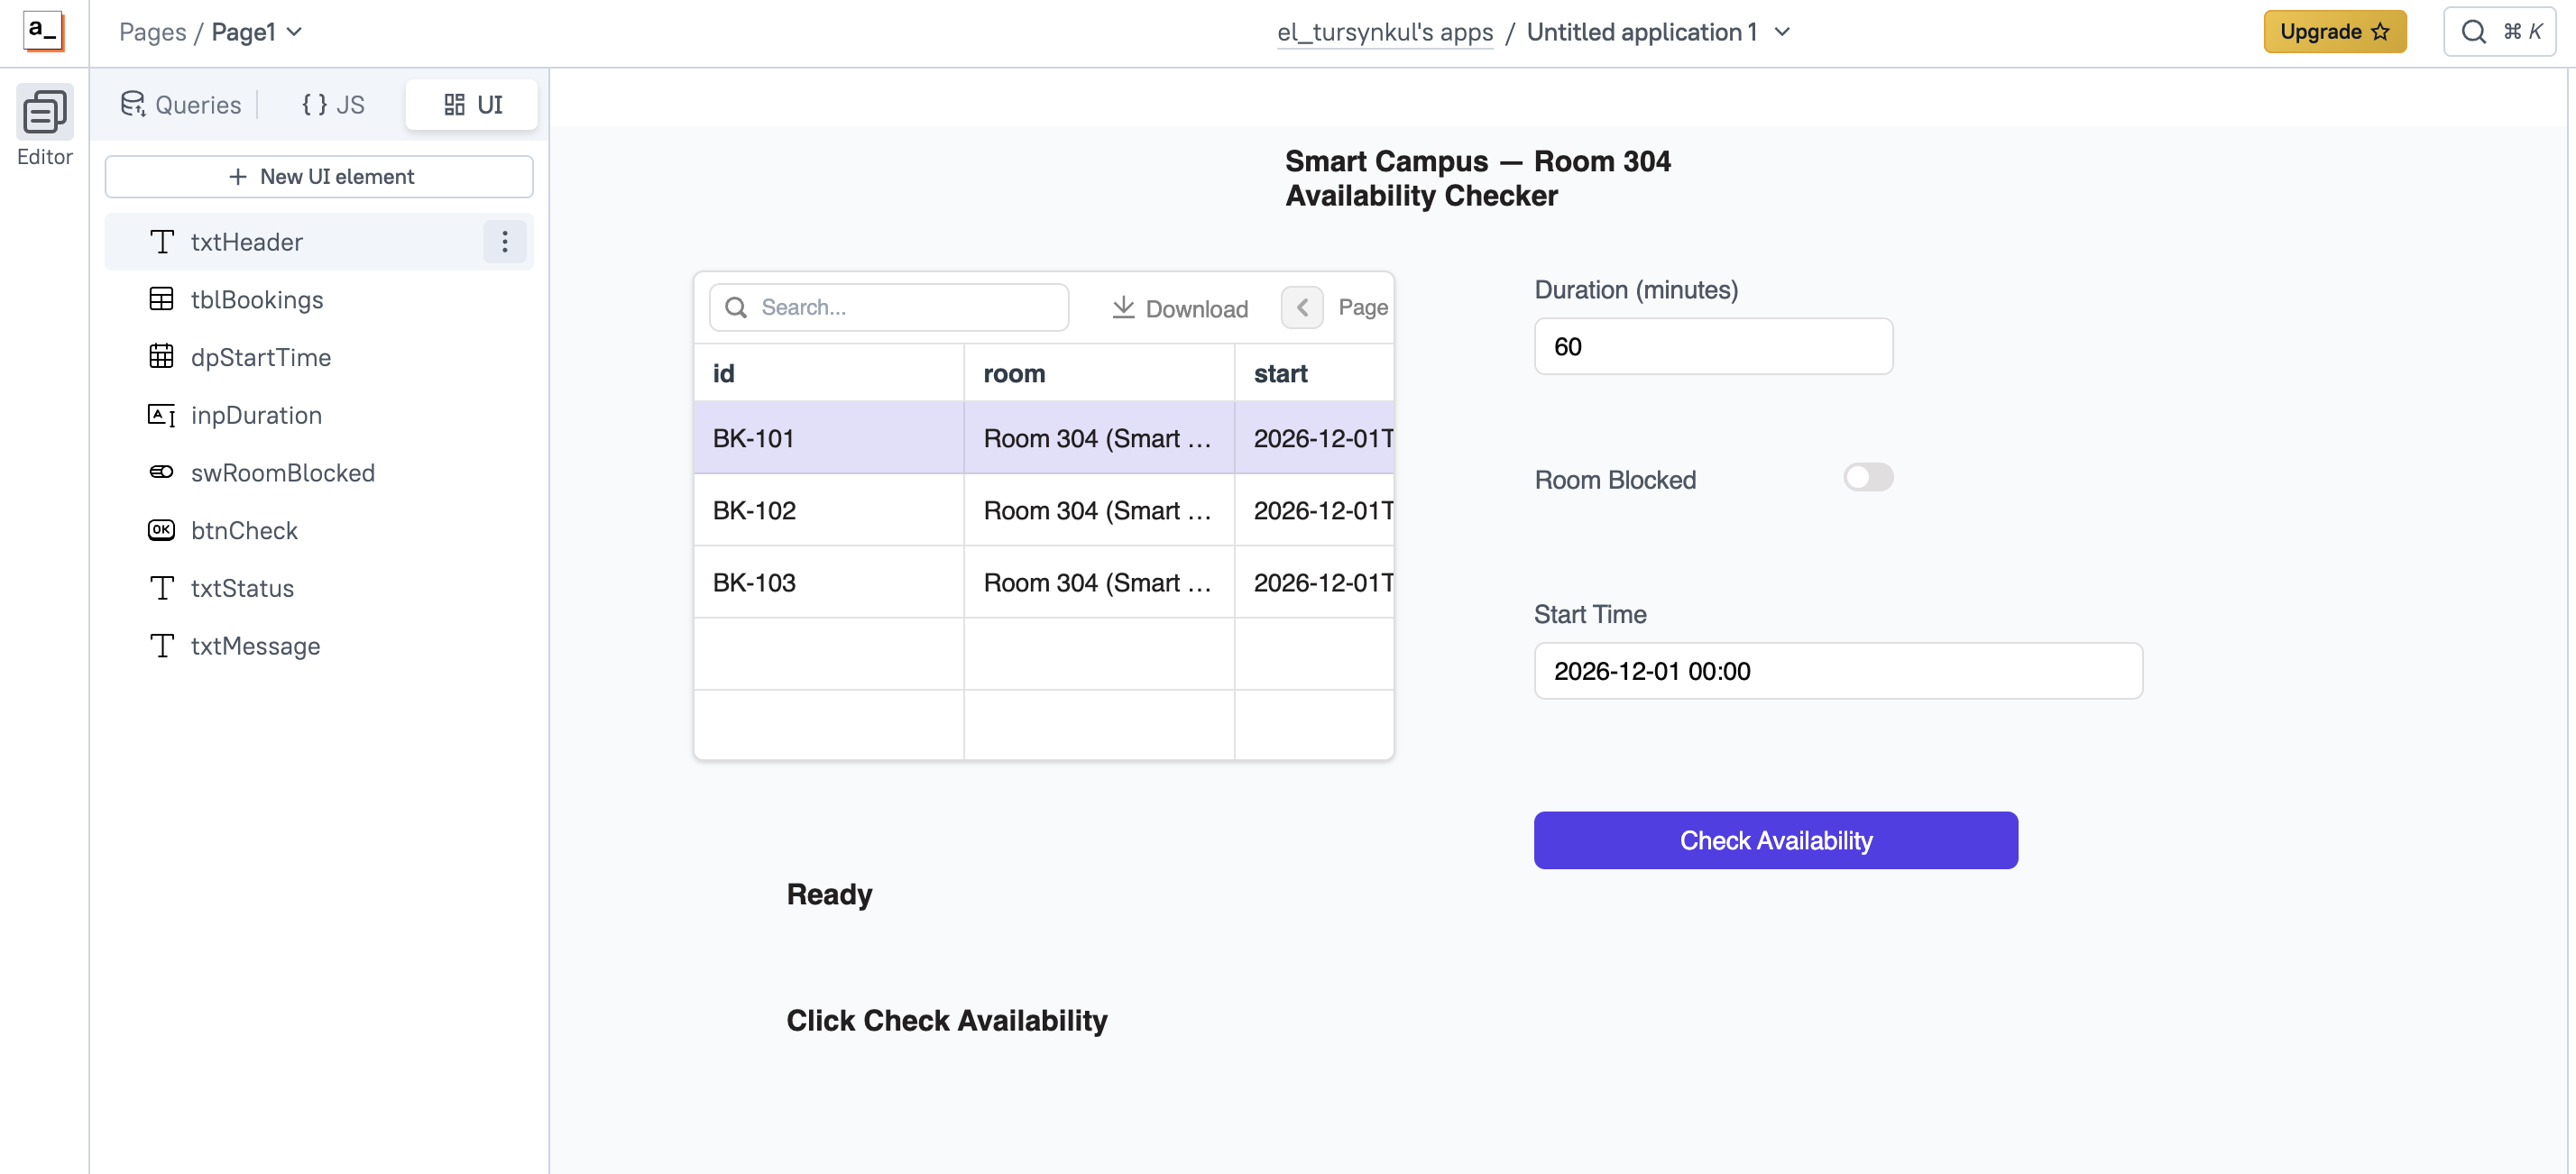 a_
Pages / Page1
el_tursynkul's apps / Untitled application 1
Upgrade
⌘ K
Editor
Queries
{ } JS
UI
+ New UI element
txtHeader
tblBookings
dpStartTime
inpDuration
swRoomBlocked
OK btnCheck
txtStatus
txtMessage
Smart Campus — Room 304
Availability Checker
Search...
Download
Page
id room start
BK-101 Room 304 (Smart ... 2026-12-01T
BK-102 Room 304 (Smart ... 2026-12-01T
BK-103 Room 304 (Smart ... 2026-12-01T
Duration (minutes)
60
Room Blocked
Start Time
2026-12-01 00:00
Check Availability
Ready
Click Check Availability